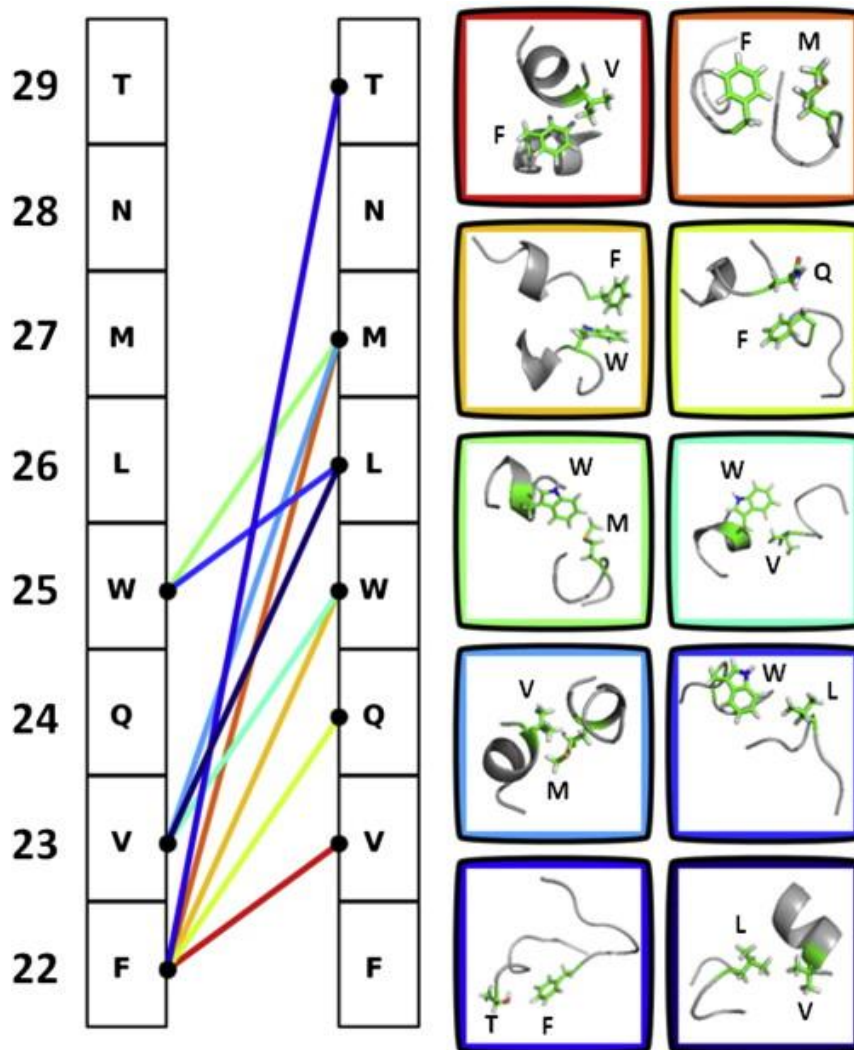 29 T T
28 N N
27 M M
26 L L
25 W W
24 Q Q
23 V V
22 F F
V
F
F M
F
W
Q
F
W
M
W
V
V
M
W L
T F
L
V